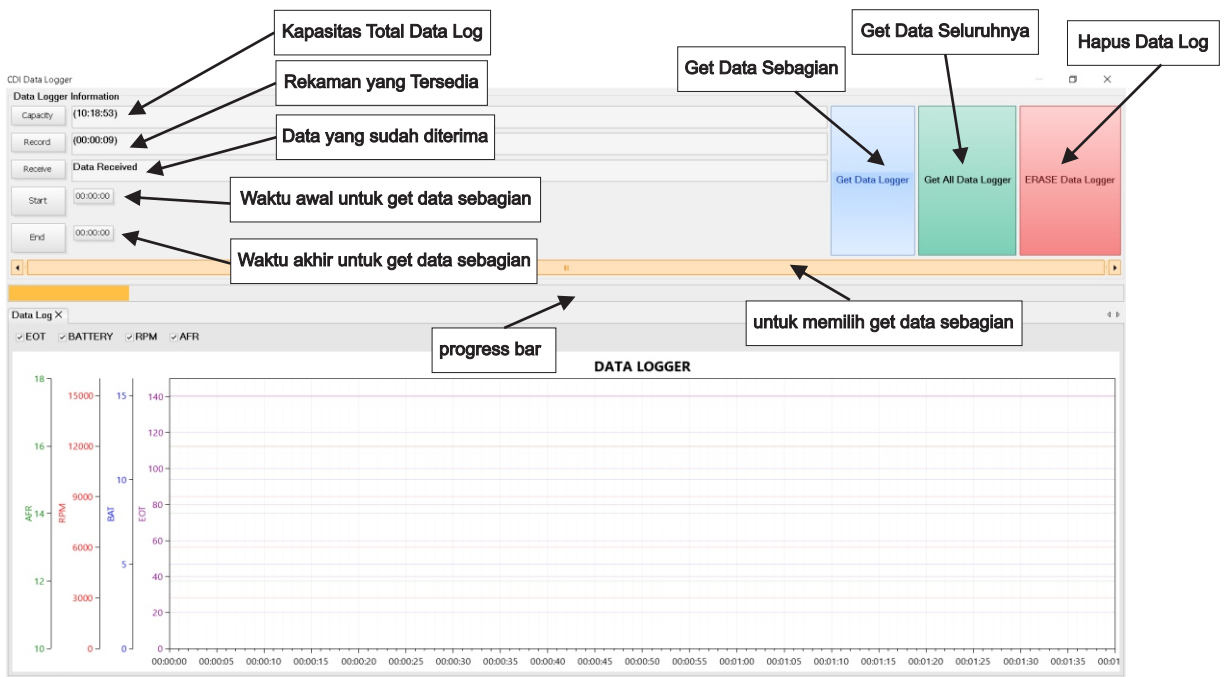 Kapasitas Total Data Log
Get Data Seluruhnya
Hapus Data Log
Get Data Sebagian
Rekaman yang Tersedia
Data yang sudah diterima
Waktu awal untuk get data sebagian
Waktu akhir untuk get data sebagian
untuk memilih get data sebagian
progress bar
CDI Data Logger
Data Logger Information
Capacity (10:18:53)
Record (00:00:09)
Receive Data Received
Start 00:00:00
End 00:00:00
Get Data Logger
Get All Data Logger
ERASE Data Logger
Data Log X
EOT BATTERY RPM AFR
DATA LOGGER
AFR
18
16
14
12
10
RPM
15000
12000
9000
6000
3000
0
BAT
15
10
5
0
EOT
140
120
100
80
60
40
20
0
00:00:00 00:00:05 00:00:10 00:00:15 00:00:20 00:00:25 00:00:30 00:00:35 00:00:40 00:00:45 00:00:50 00:00:55 00:01:00 00:01:05 00:01:10 00:01:15 00:01:20 00:01:25 00:01:30 00:01:35 00:01